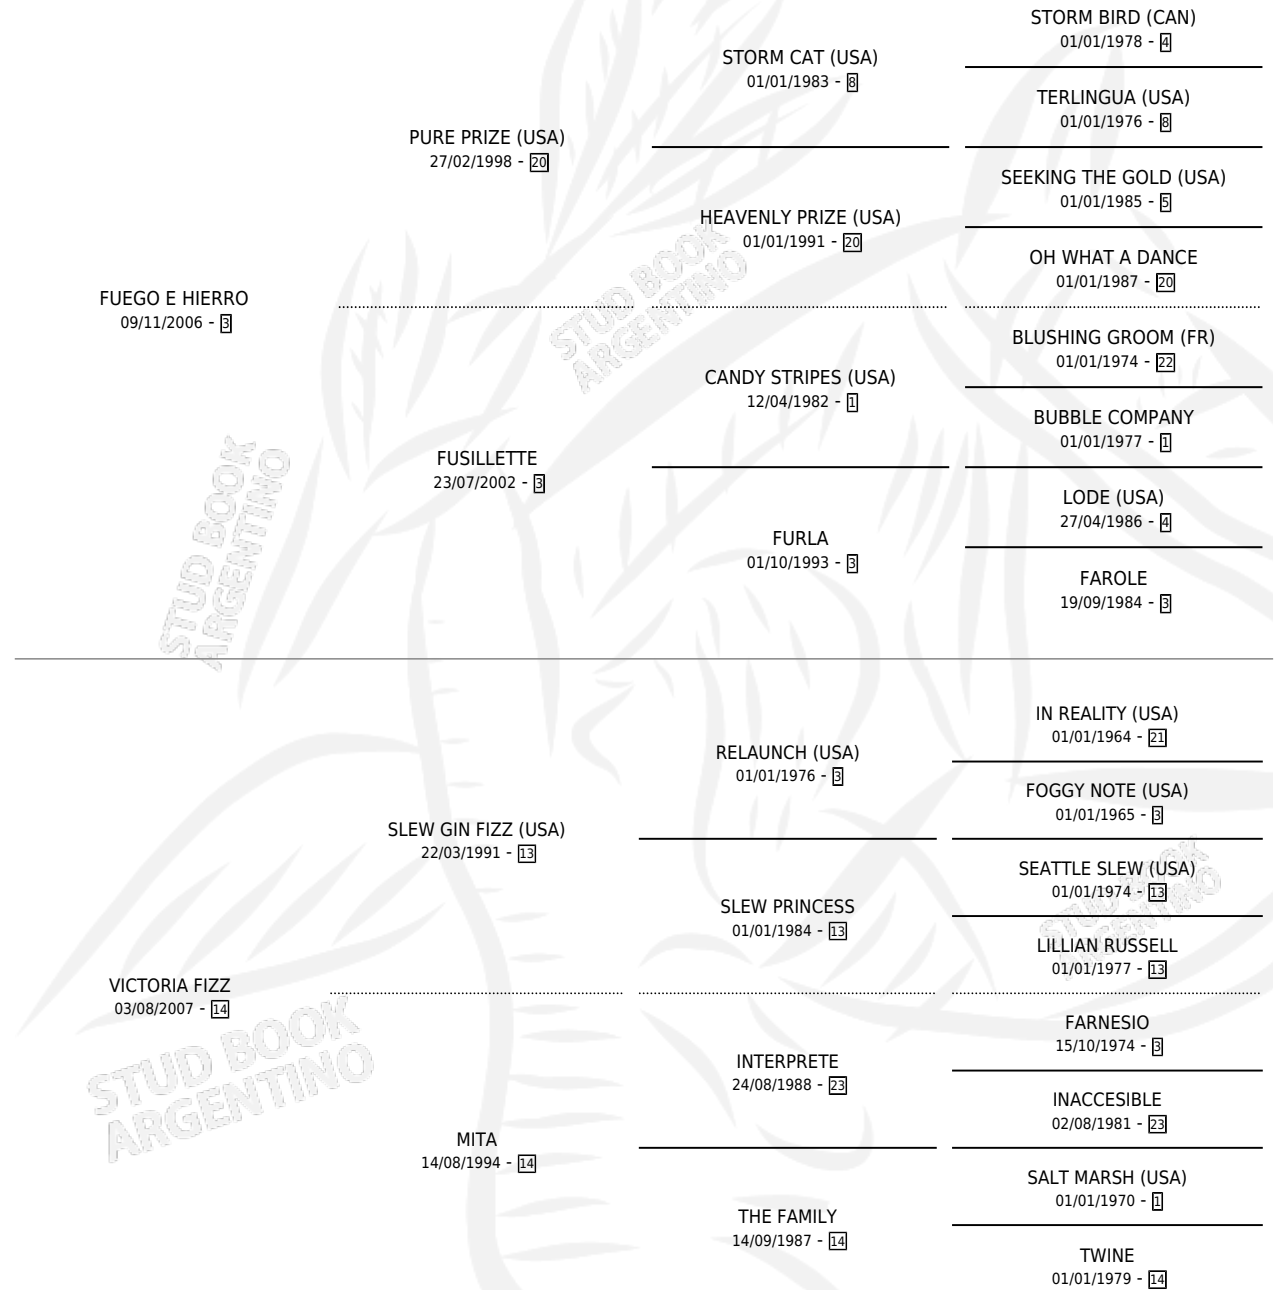 STORM BIRD (CAN)
01/01/1978 - 4
STORM CAT (USA)
01/01/1983 - 8
TERLINGUA (USA)
01/01/1976 - 8
PURE PRIZE (USA)
27/02/1998 - 20
SEEKING THE GOLD (USA)
01/01/1985 - 5
HEAVENLY PRIZE (USA)
01/01/1991 - 20
OH WHAT A DANCE
01/01/1987 - 20
FUEGO E HIERRO
09/11/2006 - 3
BLUSHING GROOM (FR)
01/01/1974 - 22
CANDY STRIPES (USA)
12/04/1982 - 1
BUBBLE COMPANY
01/01/1977 - 1
FUSILLETTE
23/07/2002 - 3
LODE (USA)
27/04/1986 - 4
FURLA
01/10/1993 - 3
FAROLE
19/09/1984 - 3
STUD BOOK
ARGENTINO
STUD BOOK
ARGENTINO
IN REALITY (USA)
01/01/1964 - 21
RELAUNCH (USA)
01/01/1976 - 3
FOGGY NOTE (USA)
01/01/1965 - 3
SLEW GIN FIZZ (USA)
22/03/1991 - 13
SEATTLE SLEW (USA)
01/01/1974 - 13
SLEW PRINCESS
01/01/1984 - 13
LILLIAN RUSSELL
01/01/1977 - 13
VICTORIA FIZZ
03/08/2007 - 14
FARNESIO
15/10/1974 - 3
INTERPRETE
24/08/1988 - 23
INACCESIBLE
02/08/1981 - 23
MITA
14/08/1994 - 14
SALT MARSH (USA)
01/01/1970 - 1
THE FAMILY
14/09/1987 - 14
TWINE
01/01/1979 - 14
STUD BOOK
ARGENTINO
STUD BOOK
ARGENTINO